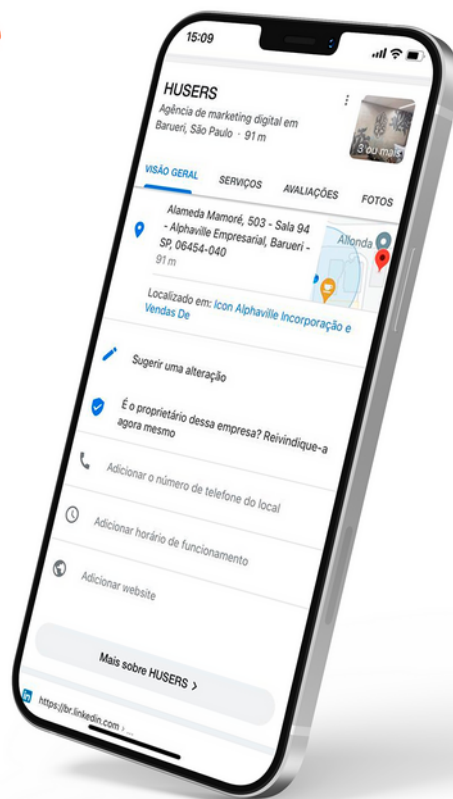 15:09
HUSERS
Agência de marketing digital em
Barueri, São Paulo · 91 m
3 ou mais
VISÃO GERAL SERVIÇOS AVALIAÇÕES FOTOS
Alameda Mamoré, 503 - Sala 94
- Alphaville Empresarial, Barueri -
SP, 06454-040
91 m
Allonda
Localizado em: Icon Alphaville Incorporação e
Vendas De
Sugerir uma alteração
É o proprietário dessa empresa? Reivindique-a
agora mesmo
Adicionar o número de telefone do local
Adicionar horário de funcionamento
Adicionar website
Mais sobre HUSERS >
in https://br.linkedin.com › ...